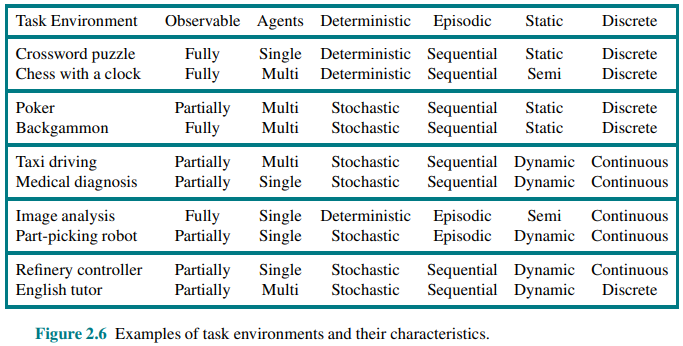 Task Environment Observable Agents Deterministic Episodic Static Discrete
Crossword puzzle Fully Single Deterministic Sequential Static Discrete
Chess with a clock Fully Multi Deterministic Sequential Semi Discrete
Poker Partially Multi Stochastic Sequential Static Discrete
Backgammon Fully Multi Stochastic Sequential Static Discrete
Taxi driving Partially Multi Stochastic Sequential Dynamic Continuous
Medical diagnosis Partially Single Stochastic Sequential Dynamic Continuous
Image analysis Fully Single Deterministic Episodic Semi Continuous
Part-picking robot Partially Single Stochastic Episodic Dynamic Continuous
Refinery controller Partially Single Stochastic Sequential Dynamic Continuous
English tutor Partially Multi Stochastic Sequential Dynamic Discrete
Figure 2.6 Examples of task environments and their characteristics.